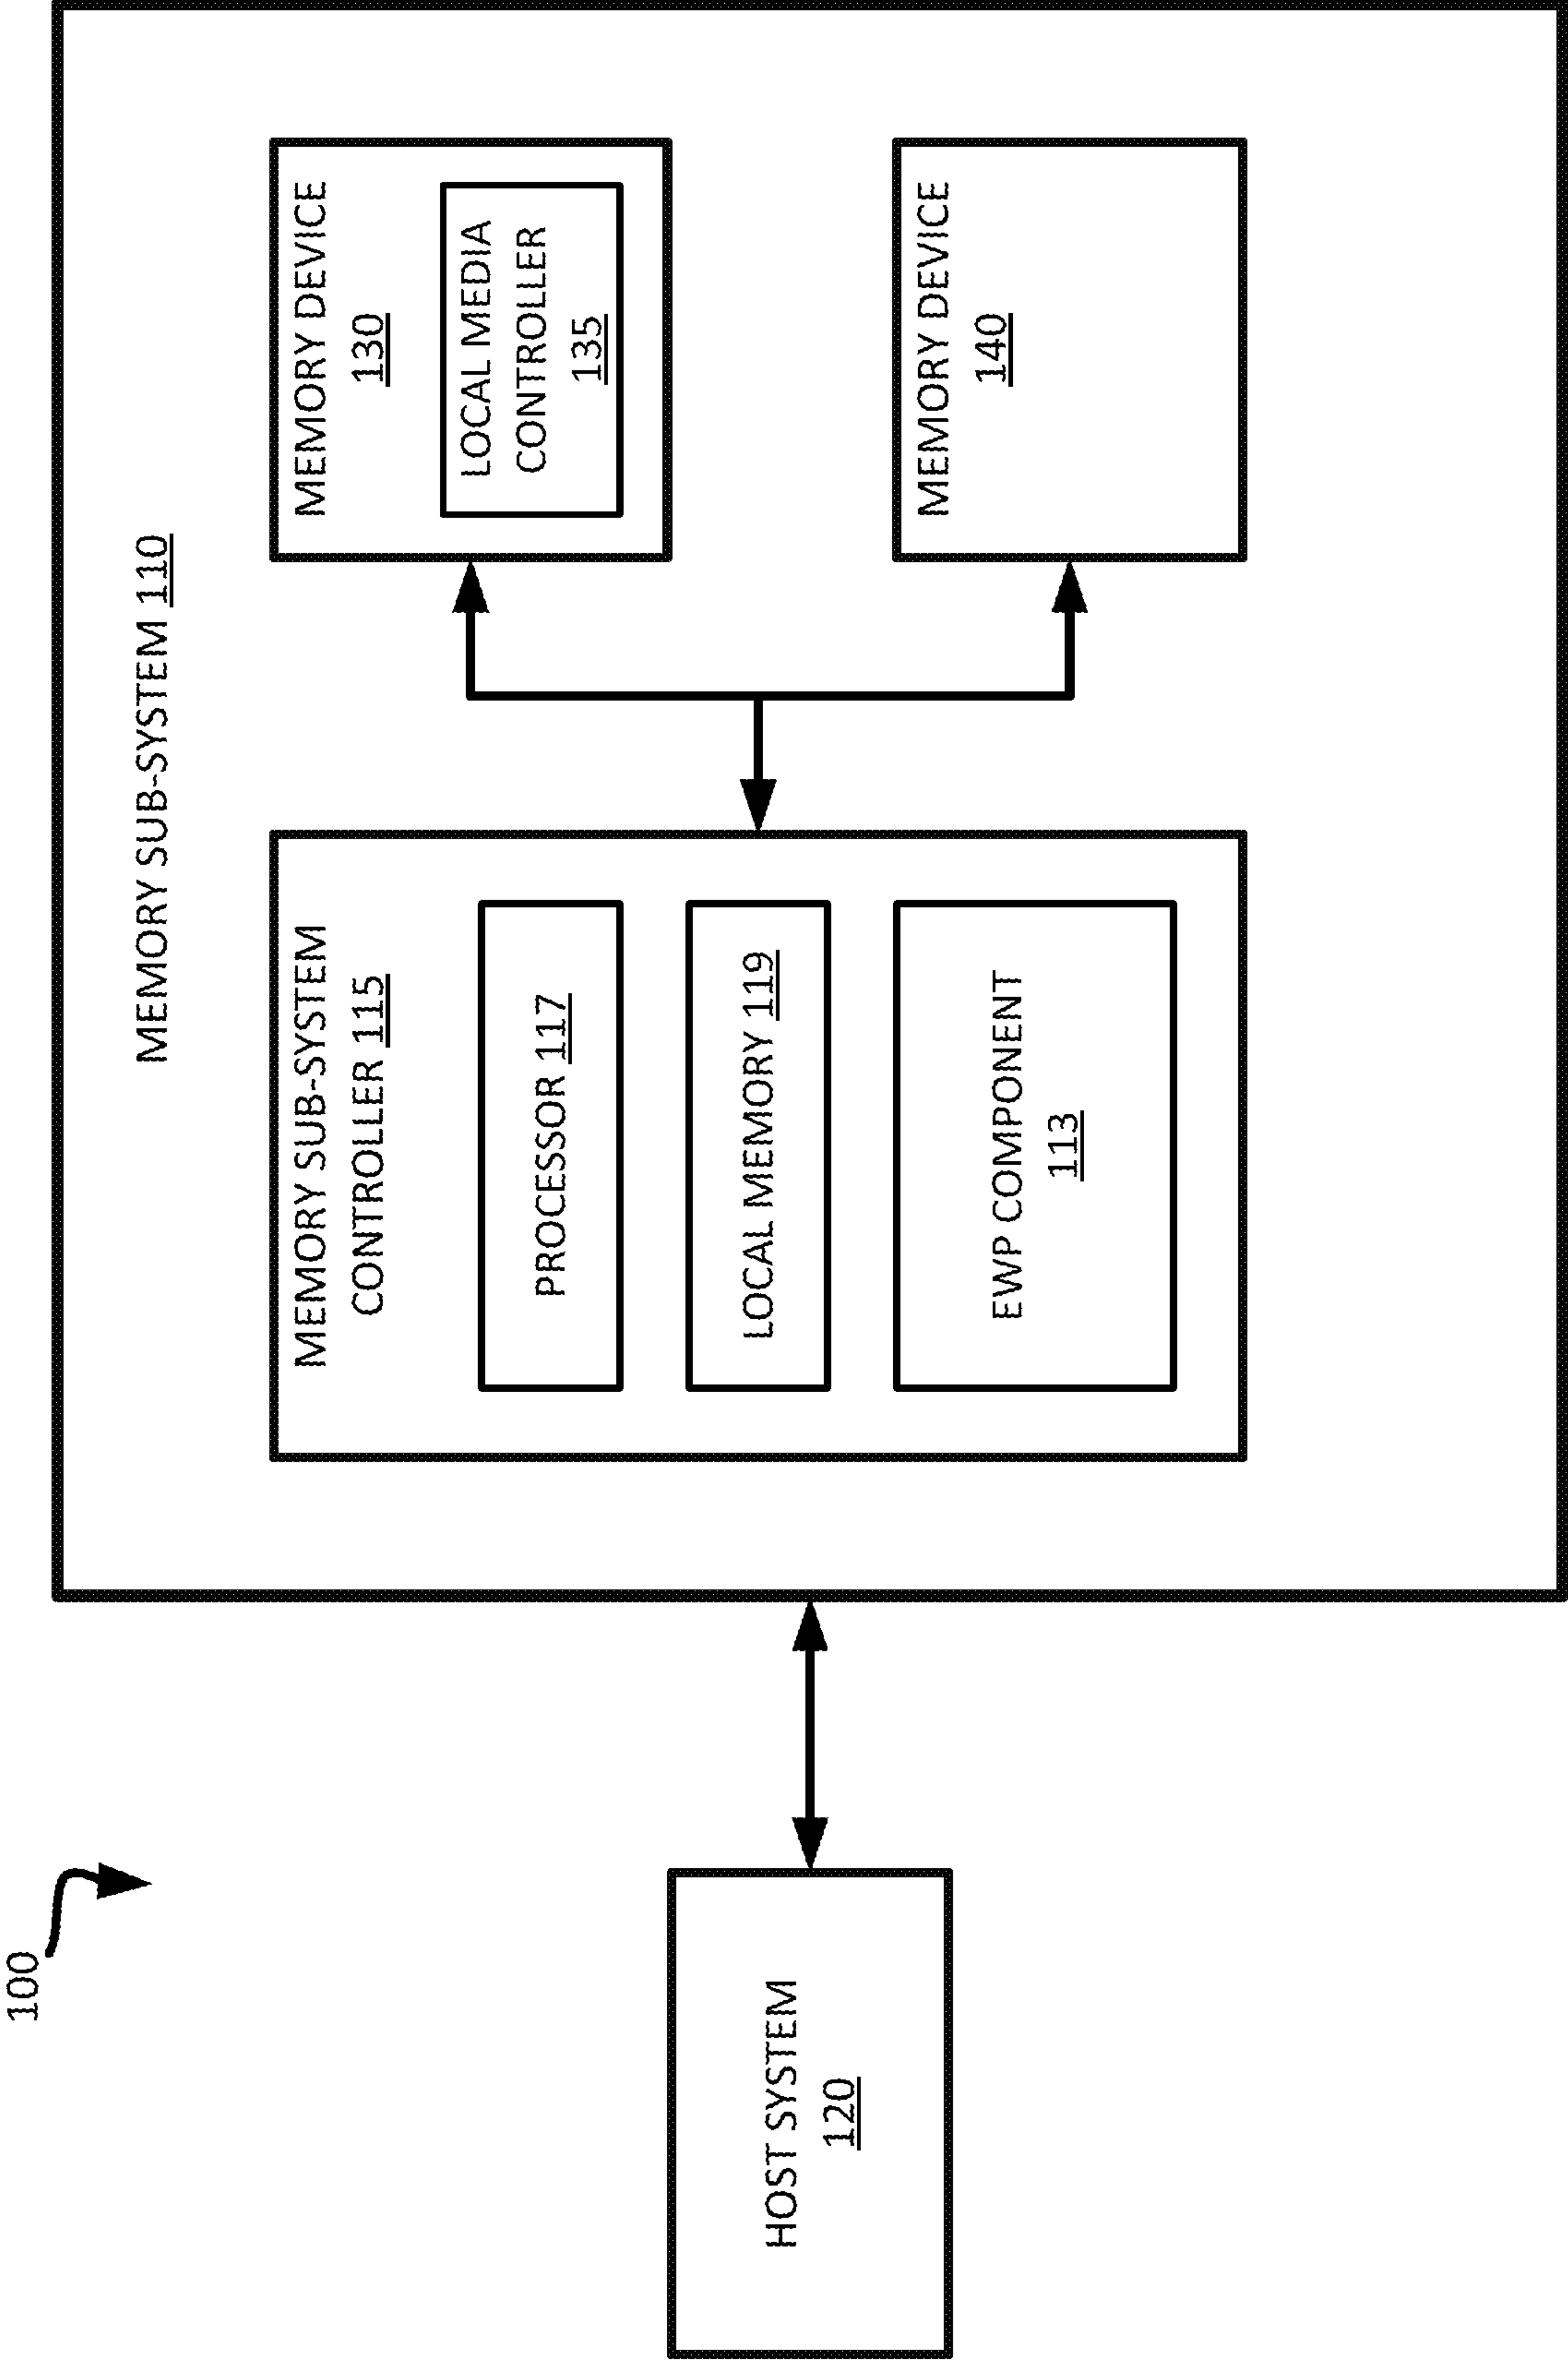 100
MEMORY SUB-SYSTEM 110
HOST SYSTEM
120
MEMORY SUB-SYSTEM
CONTROLLER 115
PROCESSOR 117
LOCAL MEMORY 119
EWP COMPONENT
113
MEMORY DEVICE
130
LOCAL MEDIA
CONTROLLER
135
MEMORY DEVICE
140